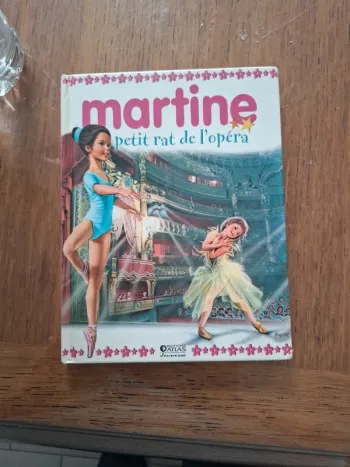 martine
petit rat de l'opéra
ATLAS